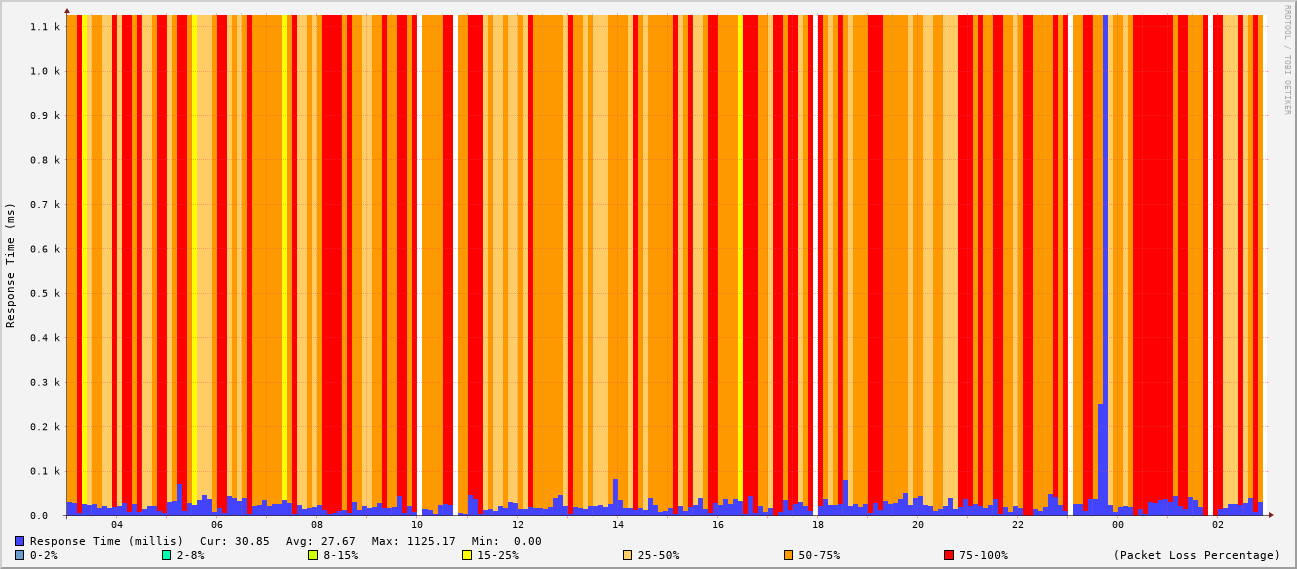 RRDTOOL / TOBI OETIKER
Response Time (ms)
1.1 k
1.0 k
0.9 k
0.8 k
0.7 k
0.6 k
0.5 k
0.4 k
0.3 k
0.2 k
0.1 k
0.0
04 06 08 10 12 14 16 18 20 22 00 02
Response Time (millis) Cur: 30.85 Avg: 27.67 Max: 1125.17 Min: 0.00
0-2% 2-8% 8-15% 15-25% 25-50% 50-75% 75-100% (Packet Loss Percentage)